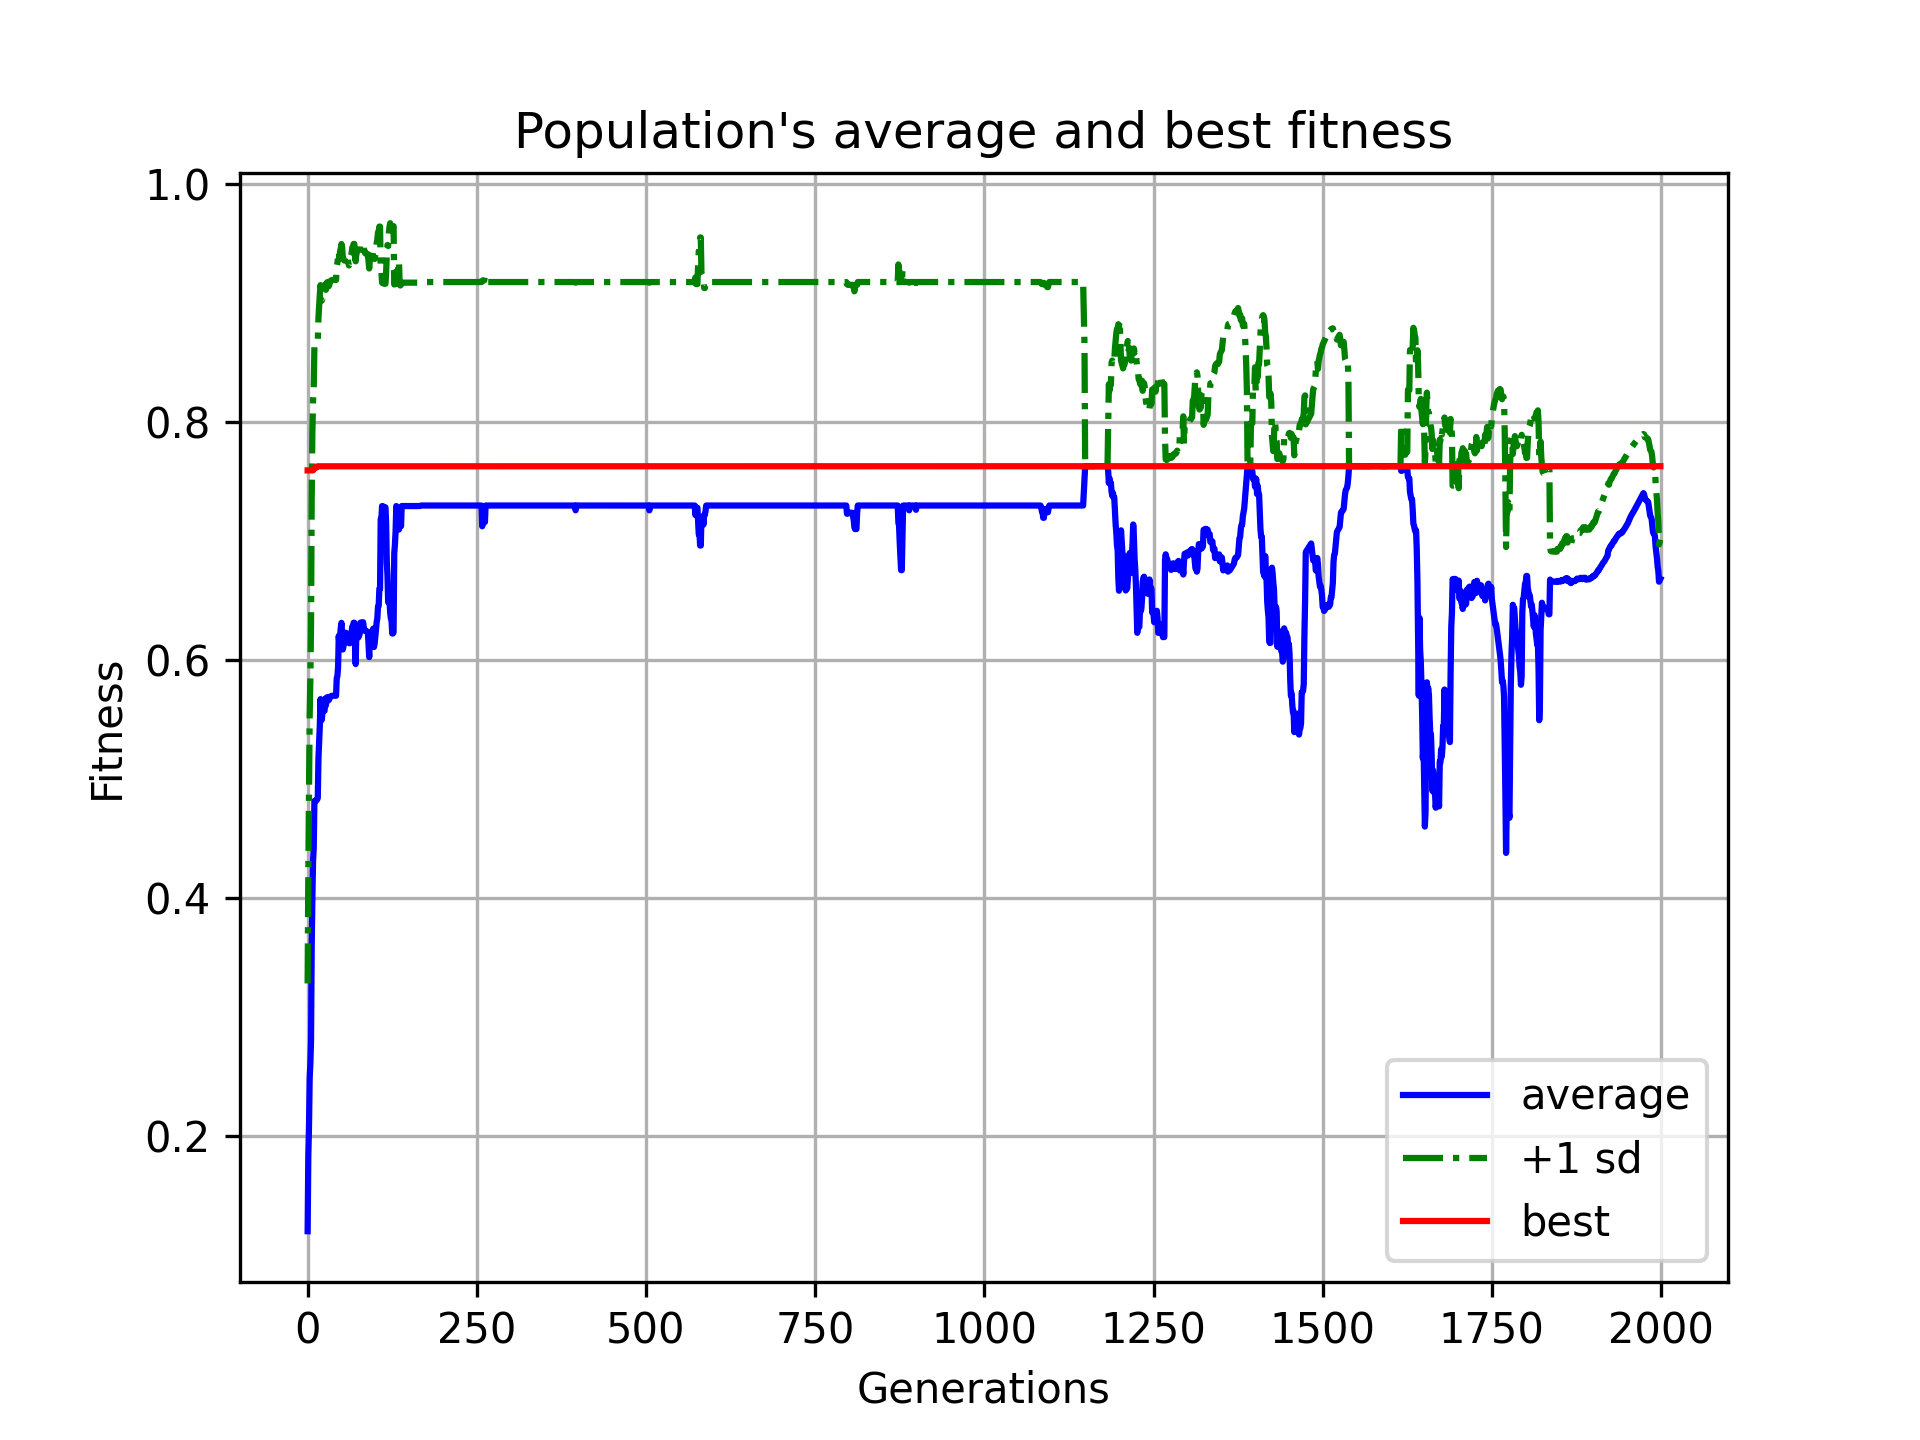 Population's average and best fitness
1.0
0.8
0.6
0.4
0.2
Fitness
0 250 500 750 1000 1250 1500 1750 2000
Generations
average
+1 sd
best